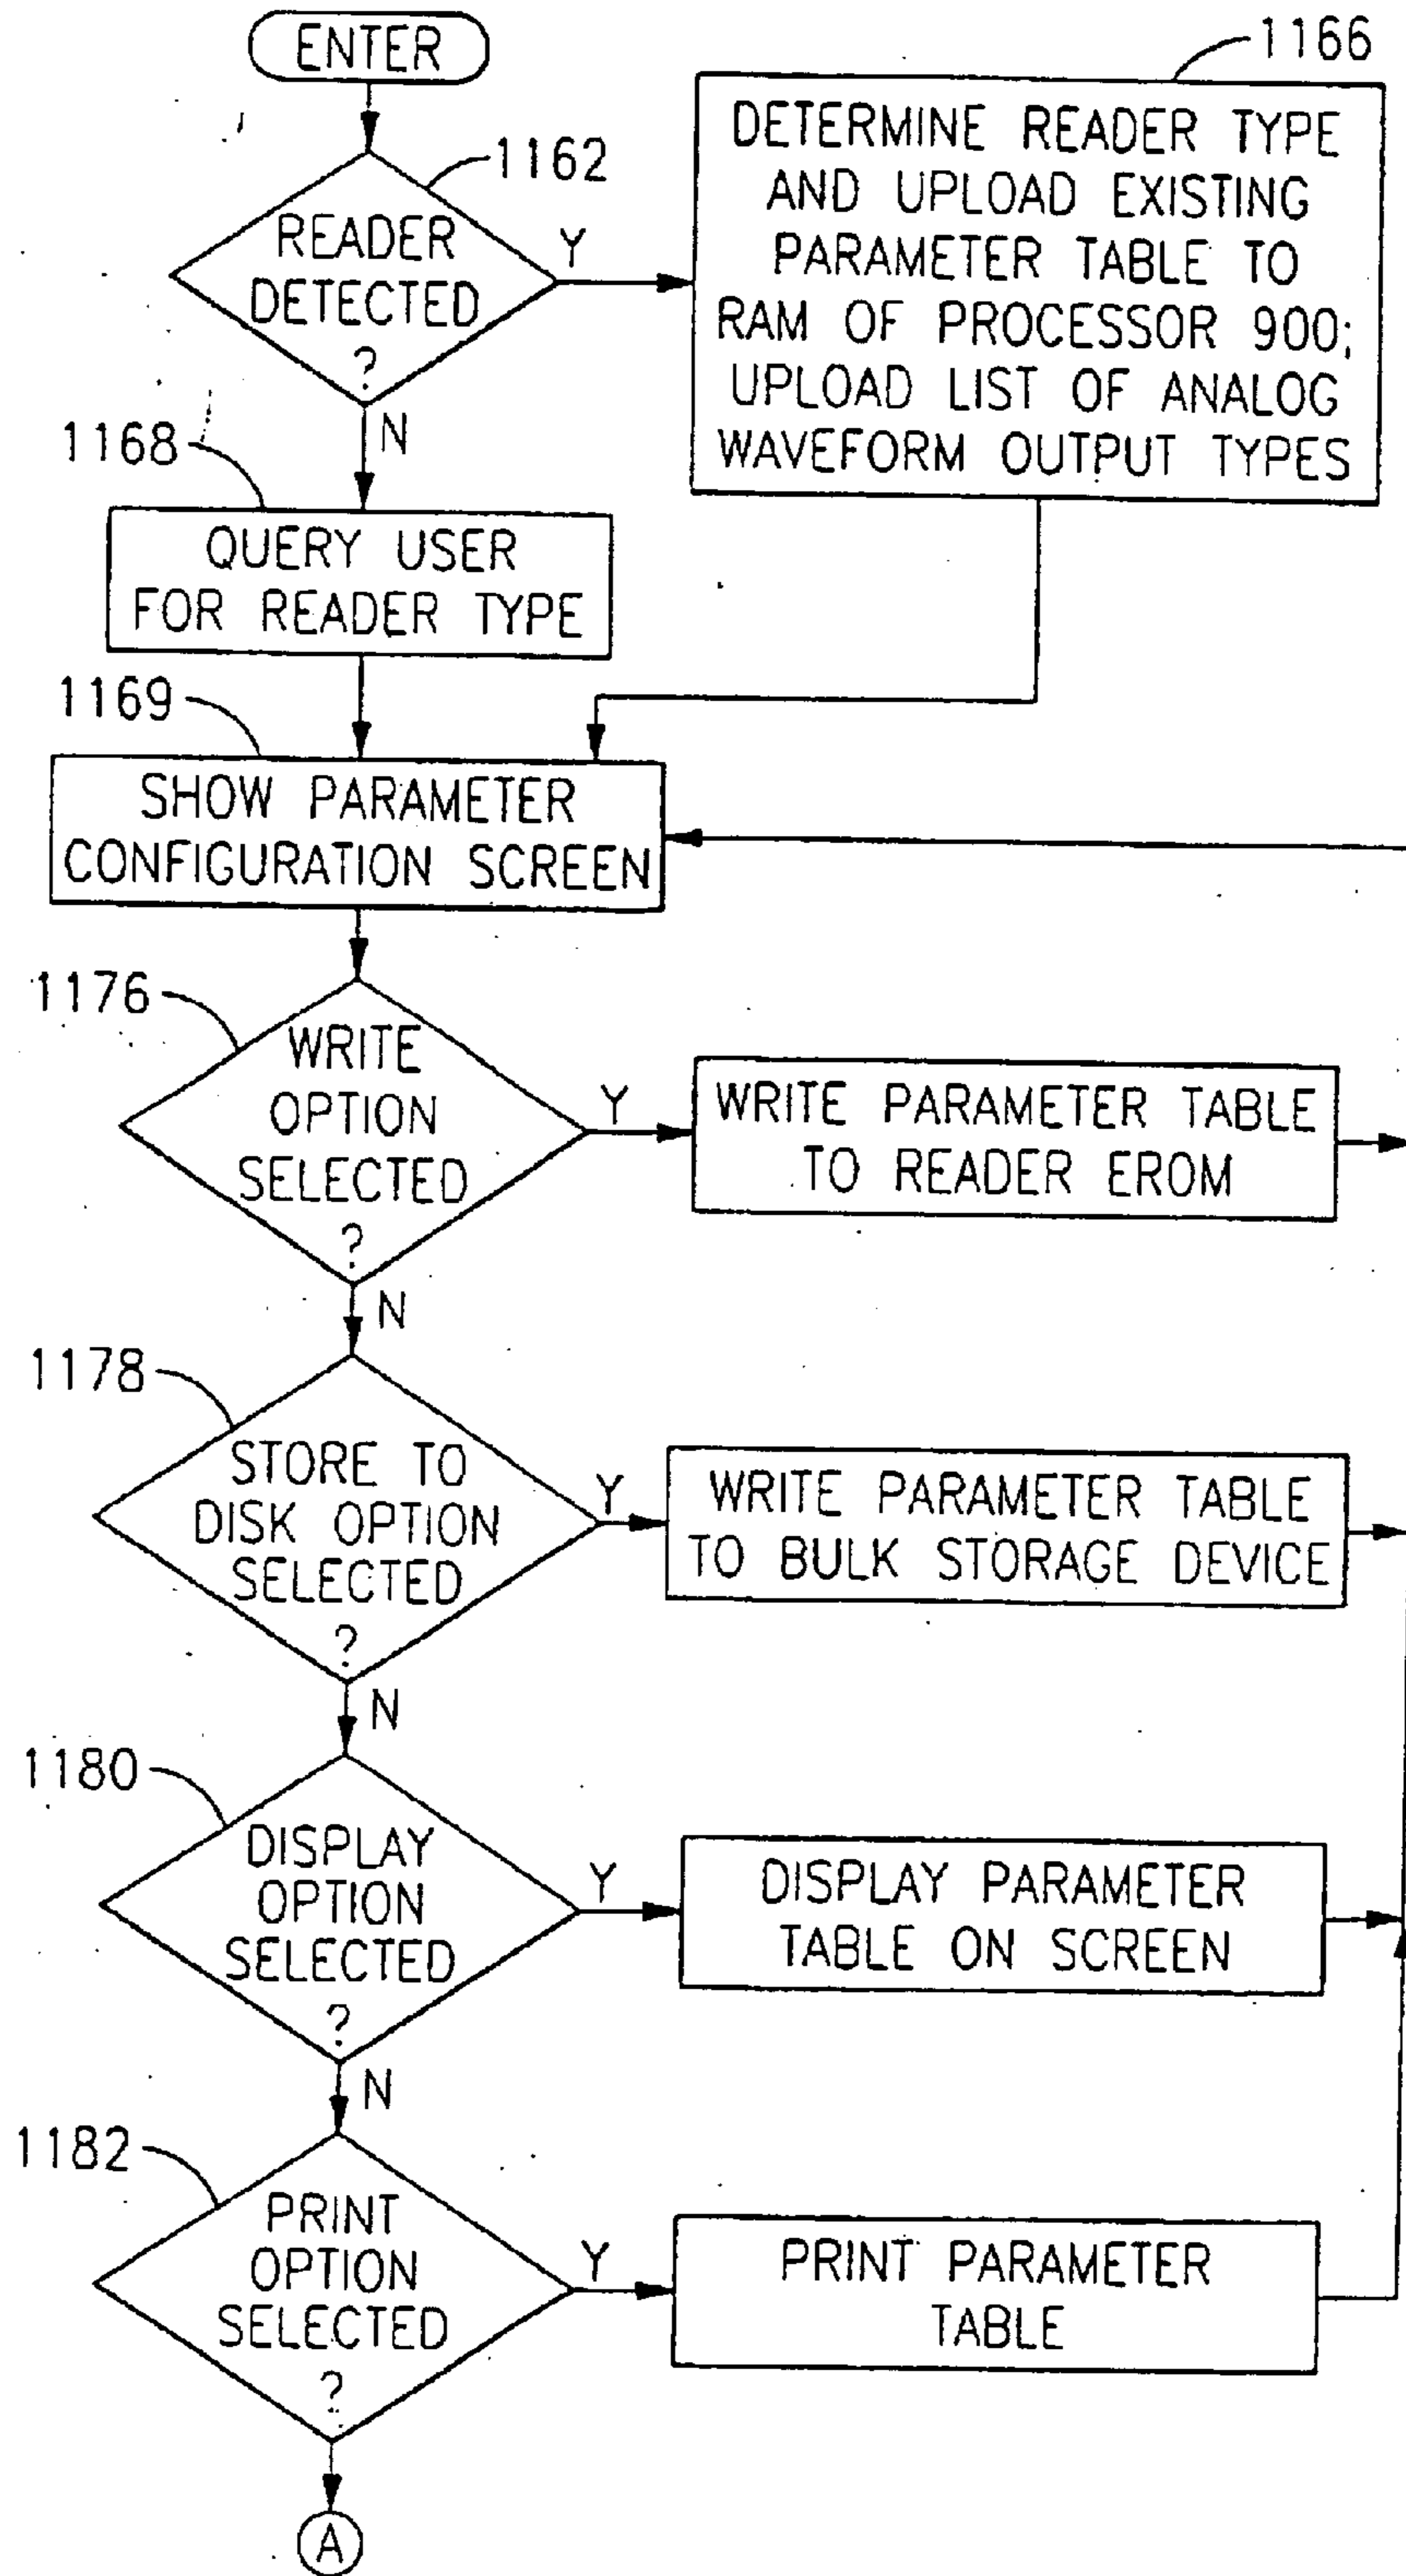 ENTER
1166
1162
READER
DETECTED
?
Y
N
DETERMINE READER TYPE
AND UPLOAD EXISTING
PARAMETER TABLE TO
RAM OF PROCESSOR 900;
UPLOAD LIST OF ANALOG
WAVEFORM OUTPUT TYPES
1168
QUERY USER
FOR READER TYPE
1169
SHOW PARAMETER
CONFIGURATION SCREEN
1176
WRITE
OPTION
SELECTED
?
Y
N
WRITE PARAMETER TABLE
TO READER EROM
1178
STORE TO
DISK OPTION
SELECTED
?
Y
N
WRITE PARAMETER TABLE
TO BULK STORAGE DEVICE
1180
DISPLAY
OPTION
SELECTED
?
Y
N
DISPLAY PARAMETER
TABLE ON SCREEN
1182
PRINT
OPTION
SELECTED
?
Y
PRINT PARAMETER
TABLE
A